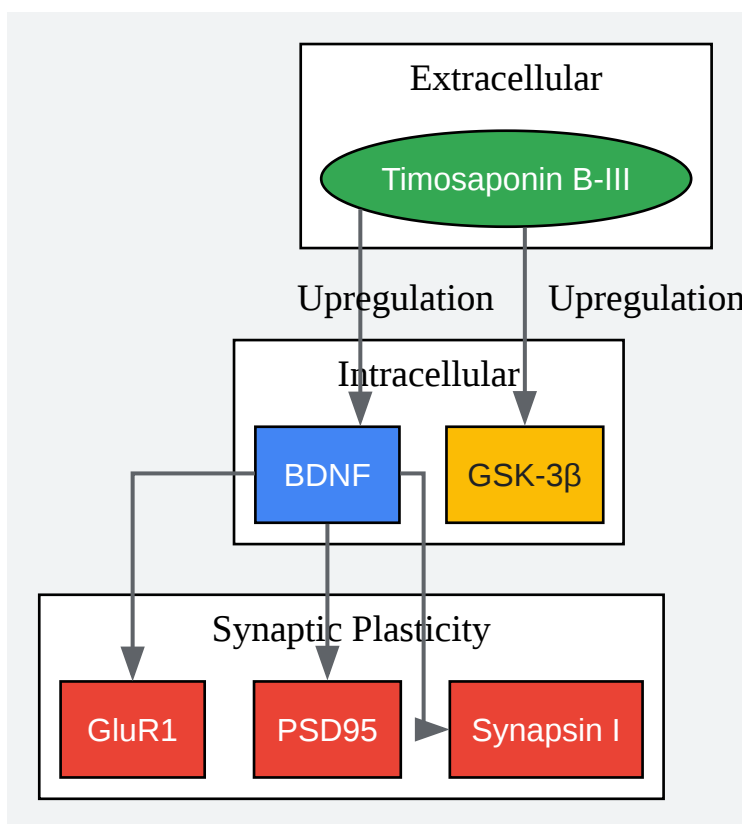 Extracellular
Timosaponin B-III
Upregulation
Upregulation
Intracellular
BDNF
GSK-3β
Synaptic Plasticity
GluR1
PSD95
Synapsin I